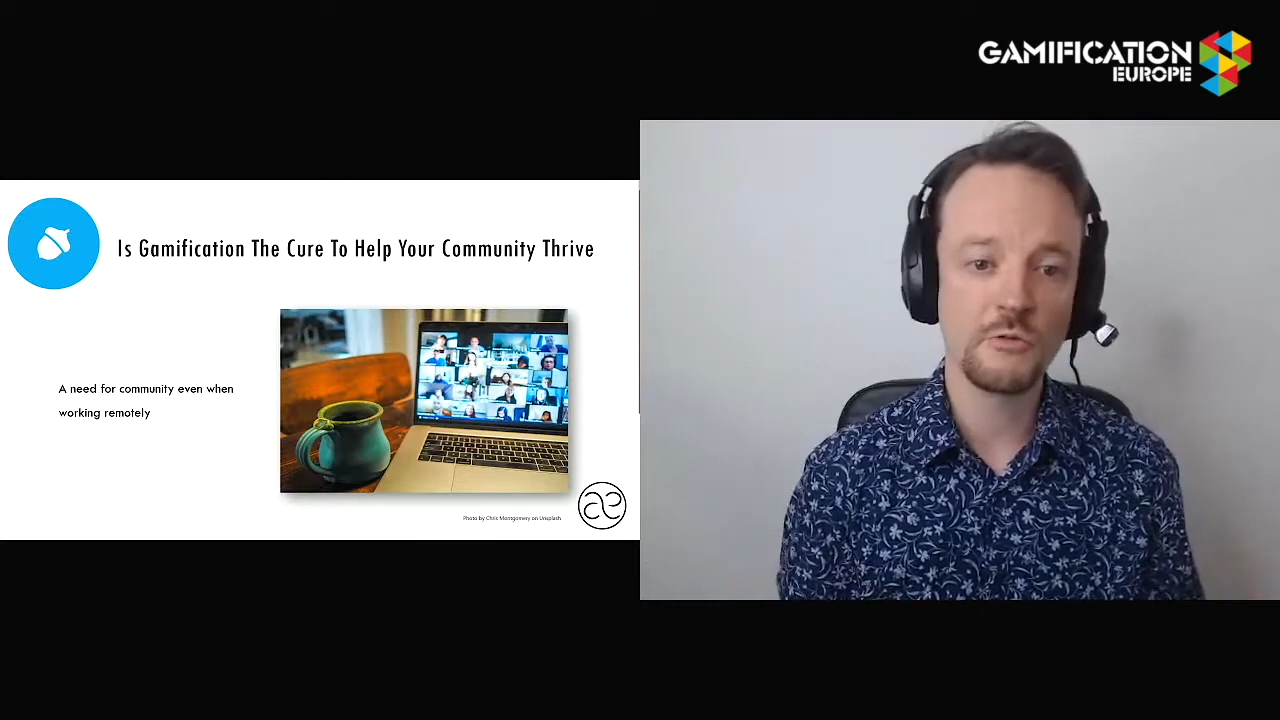 GAMIFICATION
EUROPE
Is Gamification The Cure To Help Your Community Thrive
A need for community even when
working remotely
Photo by Chris Montgomery on Unsplash